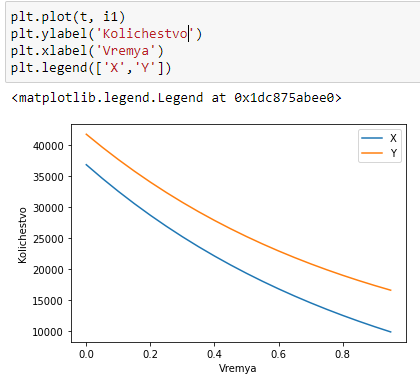 plt.plot(t, i1)
plt.ylabel('Kolichestvo')
plt.xlabel('Vremya')
plt.legend(['X','Y'])
<matplotlib.legend.Legend at 0x1dc875abee0>
X
Y
40000
35000
30000
25000
20000
15000
10000
Kolichestvo
0.0 0.2 0.4 0.6 0.8
Vremya